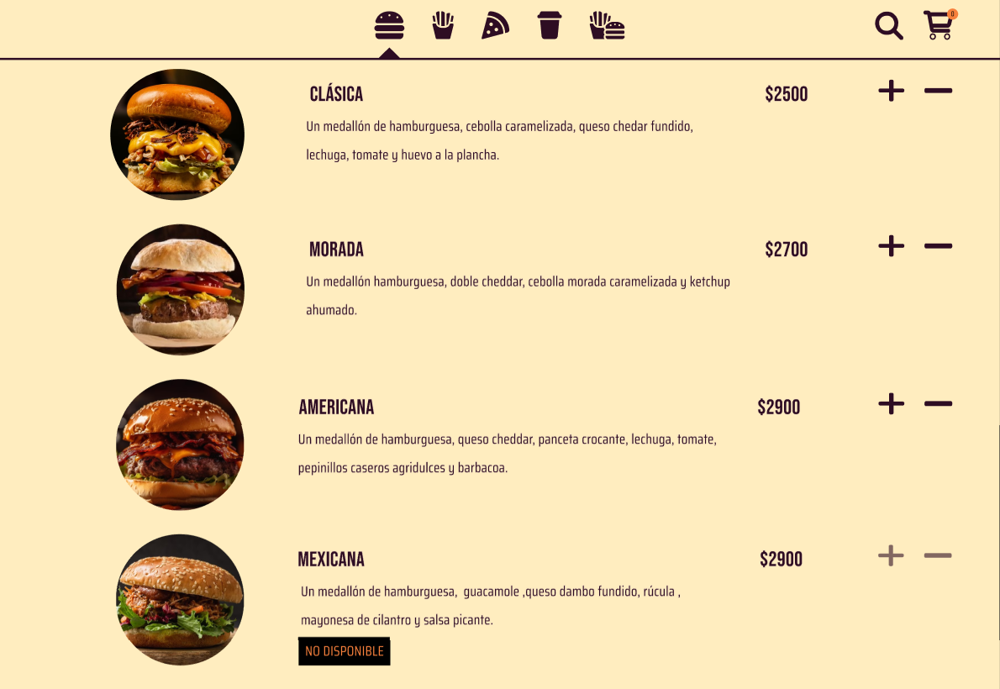 0
CLÁSICA
$2500
Un medallón de hamburguesa, cebolla caramelizada, queso chedar fundido,
lechuga, tomate y huevo a la plancha.
MORADA
$2700
Un medallón hamburguesa, doble cheddar, cebolla morada caramelizada y ketchup
ahumado.
AMERICANA
$2900
Un medallón de hamburguesa, queso cheddar, panceta crocante, lechuga, tomate,
pepinillos caseros agridulces y barbacoa.
MEXICANA
$2900
Un medallón de hamburguesa,  guacamole ,queso dambo fundido, rúcula ,
mayonesa de cilantro y salsa picante.
NO DISPONIBLE